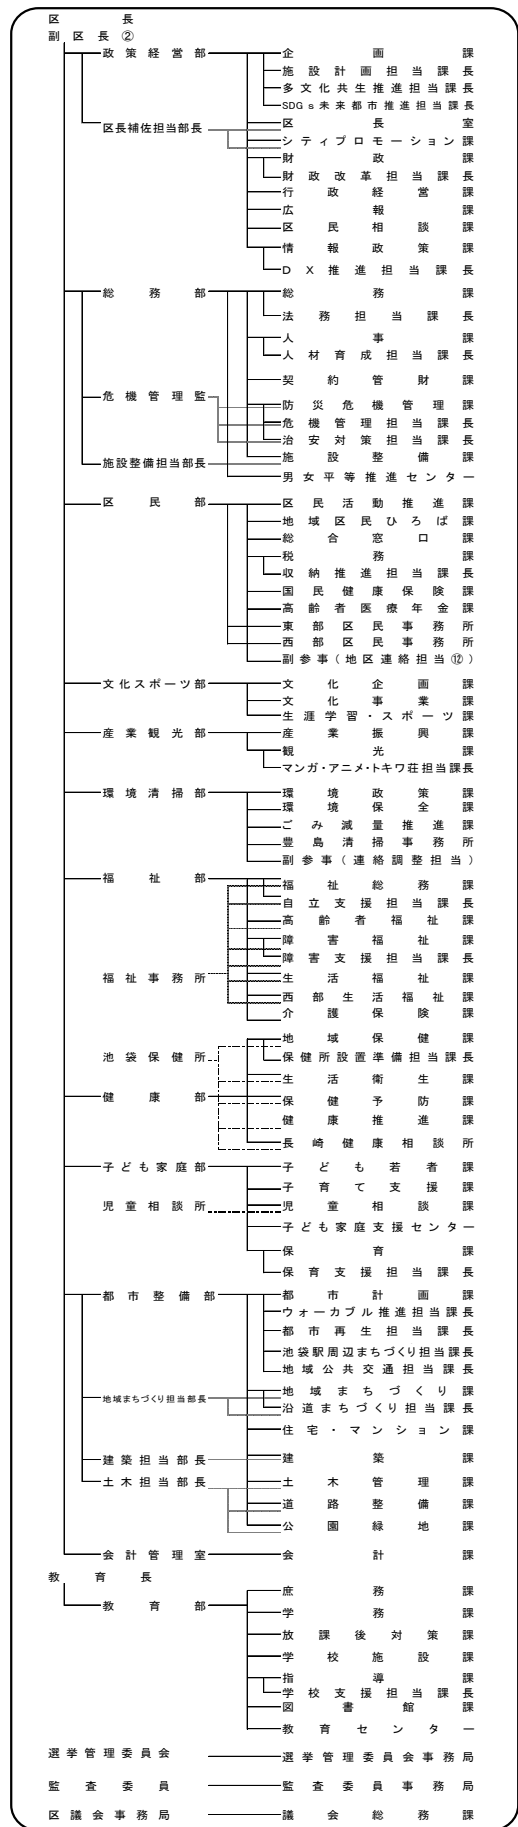 区長
副区長②
政策経営部 企画課
施設計画担当課長
多文化共生推進担当課長
SDGs未来都市推進担当課長
区長補佐担当部長 区長室
シティプロモーション課
財政課
財政改革担当課長
行政経営課
広報課
区民相談課
情報政策課
DX推進担当課長
総務部 総務課
法務担当課長
人事課
人材育成担当課長
契約管財課
危機管理監 防災危機管理課
危機管理担当課長
治安対策担当課長
施設整備課
施設整備担当部長
男女平等推進センター
区民部 区民活動推進課
地域区民ひろば課
総合窓口課
税務課
収納推進担当課長
国民健康保険課
高齢者医療年金課
東部区民事務所
西部区民事務所
副参事(地区連絡担当⑫)
文化スポーツ部 文化企画課
文化事業課
生涯学習・スポーツ課
産業観光部 産業振興課
観光課
マンガ・アニメ・トキワ荘担当課長
環境清掃部 環境政策課
環境保全課
ごみ減量推進課
豊島清掃事務所
副参事(連絡調整担当)
福祉部 福祉総務課
自立支援担当課長
高齢者福祉課
障害福祉課
障害支援担当課長
福祉事務所 生活福祉課
西部生活福祉課
介護保険課
地域保健課
池袋保健所 保健所設置準備担当課長
生活衛生課
健康部 保健予防課
健康推進課
長崎健康相談所
子ども家庭部 子ども若者課
子育て支援課
児童相談所 児童相談課
子ども家庭支援センター
保育課
保育支援担当課長
都市整備部 都市計画課
ウォーカブル推進担当課長
都市再生担当課長
池袋駅周辺まちづくり担当課長
地域公共交通担当課長
地域まちづくり担当部長 地域まちづくり課
沿道まちづくり担当課長
住宅・マンション課
建築担当部長 建築課
土木担当部長 土木管理課
道路整備課
公園緑地課
会計管理室 会計課
教育長
教育部 庶務課
学務課
放課後対策課
学校施設課
指導課
学校支援担当課長
図書館課
教育センター
選挙管理委員会 選挙管理委員会事務局
監査委員 監査委員事務局
区議会事務局 議会総務課